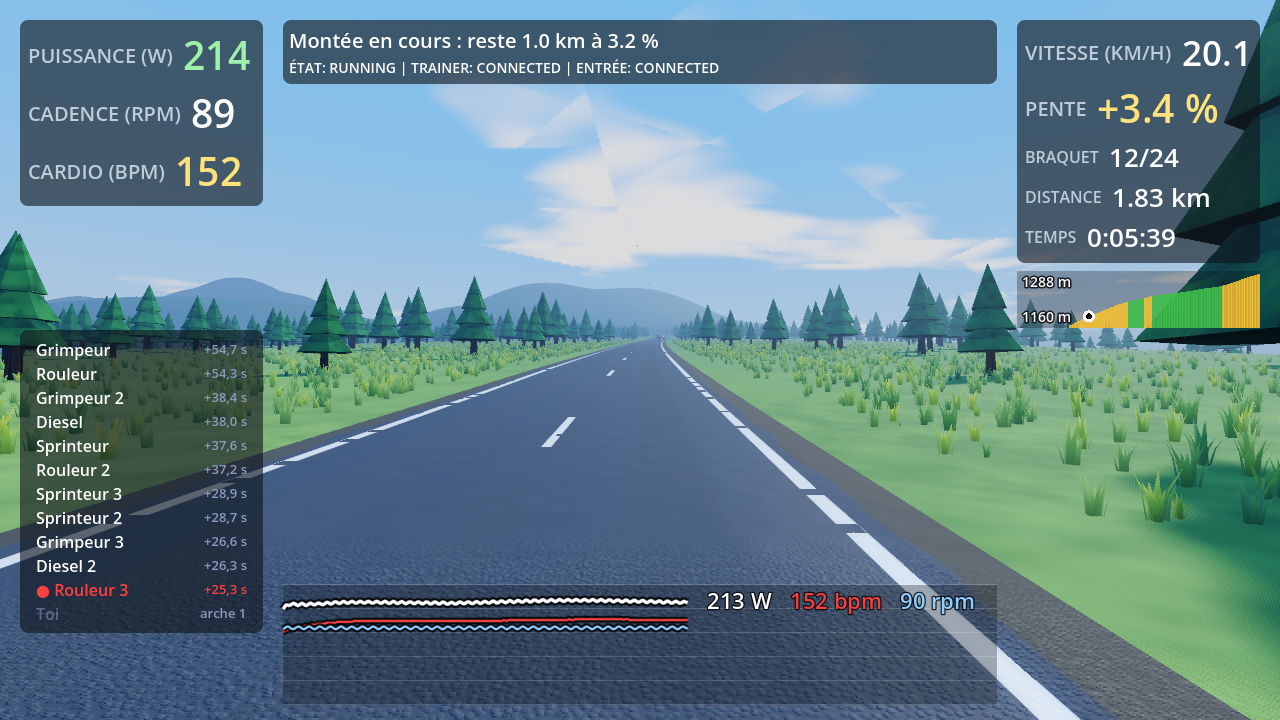 PUISSANCE (W) 214
CADENCE (RPM) 89
CARDIO (BPM) 152
Montée en cours : reste 1.0 km à 3.2 %
ÉTAT: RUNNING | TRAINER: CONNECTED | ENTRÉE: CONNECTED
VITESSE (KM/H) 20.1
PENTE +3.4 %
BRAQUET 12/24
DISTANCE 1.83 km
TEMPS 0:05:39
1288 m
1160 m
Grimpeur +54,7 s
Rouleur +54,3 s
Grimpeur 2 +38,4 s
Diesel +38,0 s
Sprinteur +37,6 s
Rouleur 2 +37,2 s
Sprinteur 3 +28,9 s
Sprinteur 2 +28,7 s
Grimpeur 3 +26,6 s
Diesel 2 +26,3 s
Rouleur 3 +25,3 s
Toi arche 1
213 W 152 bpm 90 rpm